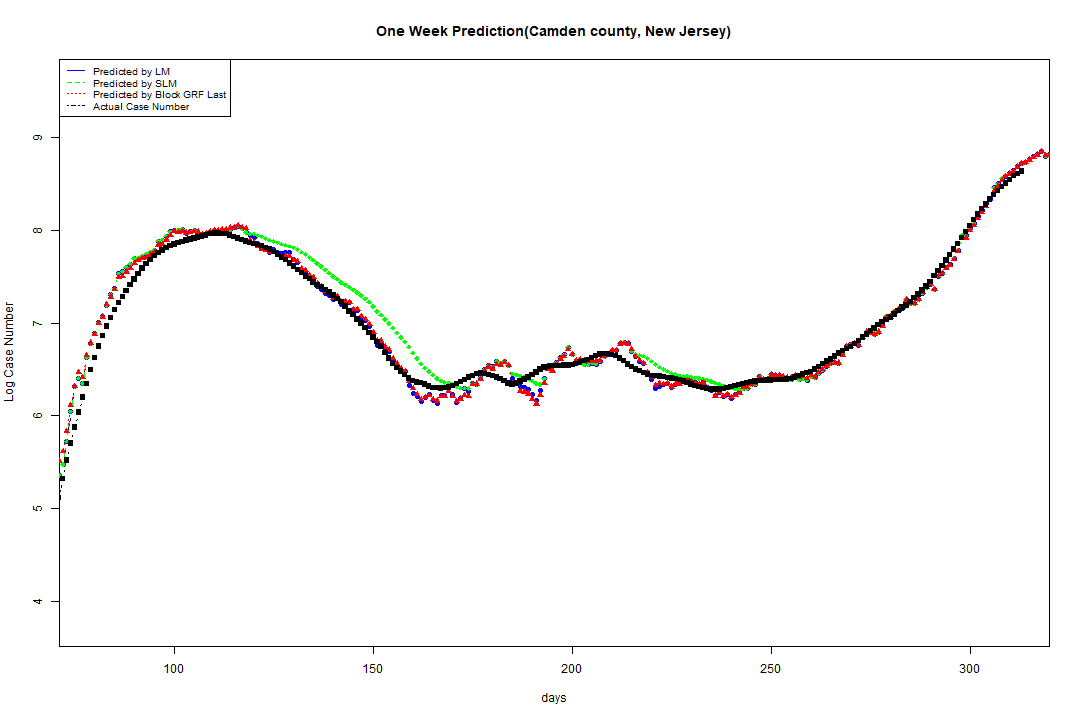 One Week Prediction(Camden county, New Jersey)
Predicted by LM
Predicted by SLM
Predicted by Block GRF Last
Actual Case Number
9
8
7
6
5
4
Log Case Number
100 150 200 250 300
days